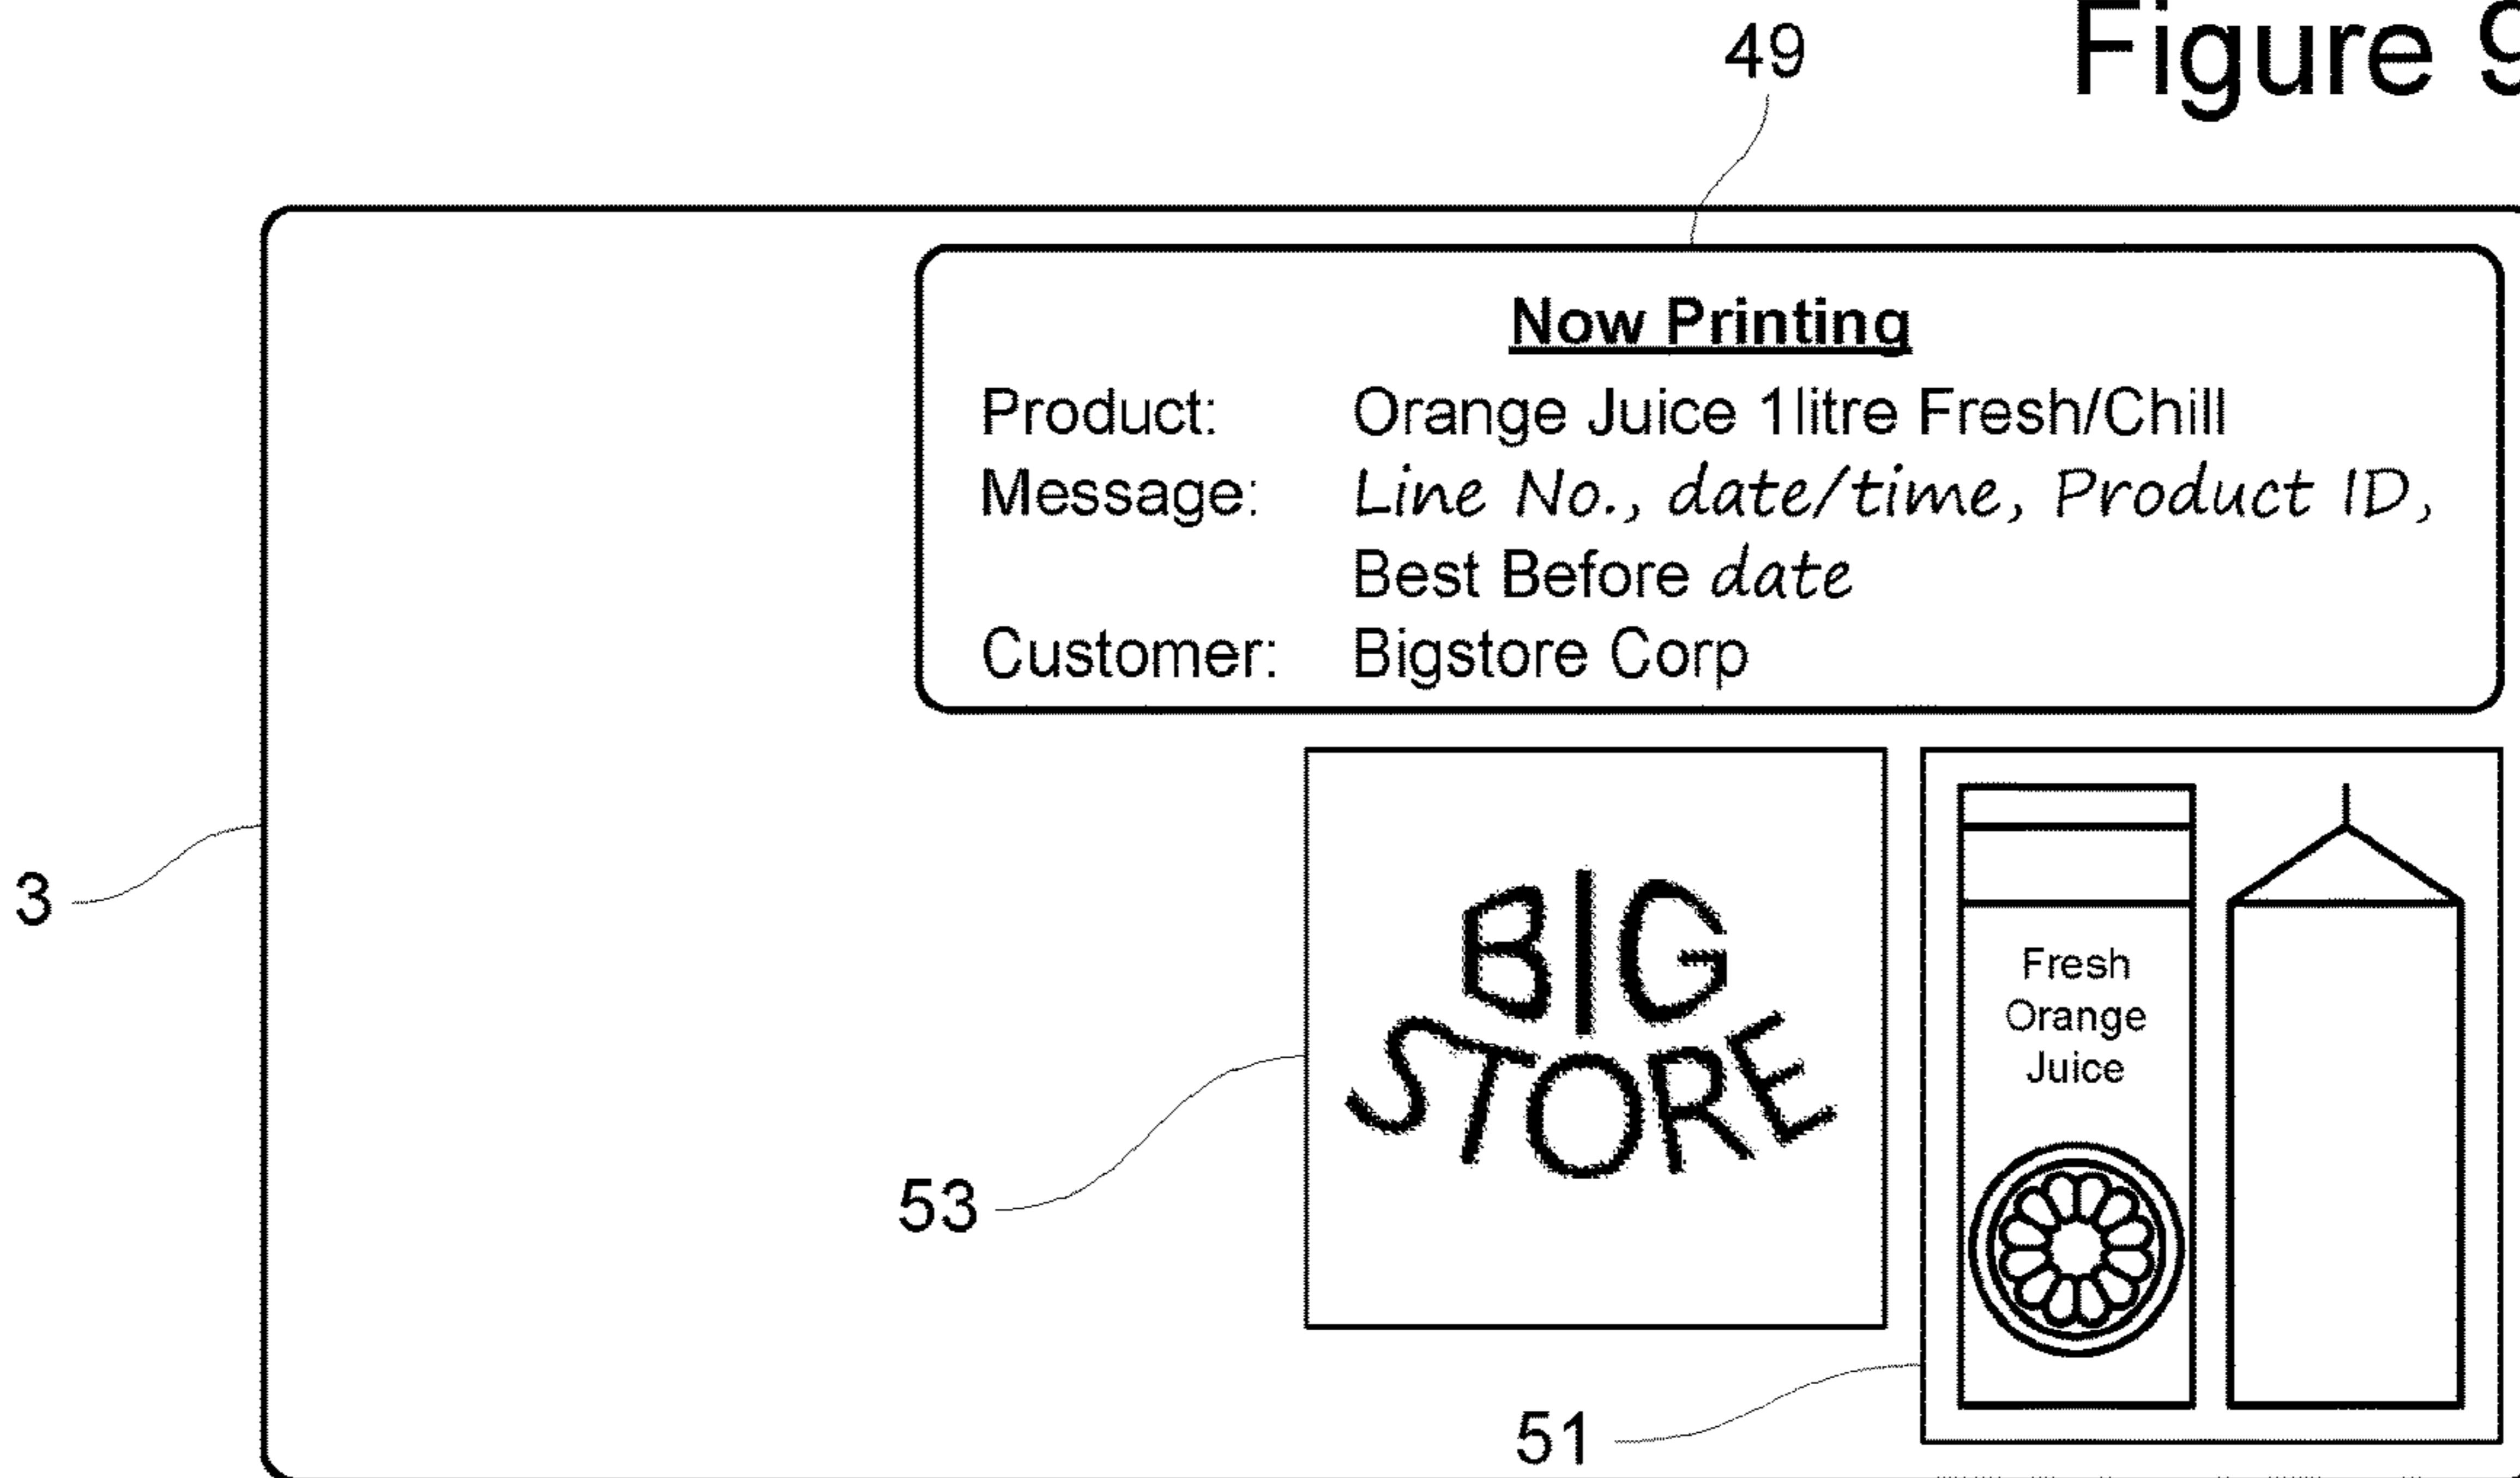 Figure 9
49
Now Printing
Product: Orange Juice 1litre Fresh/Chill
Message: Line No., date/time, Product ID,
Best Before date
Customer: Bigstore Corp
3
BIG
STORE
Fresh
Orange
Juice
53
51